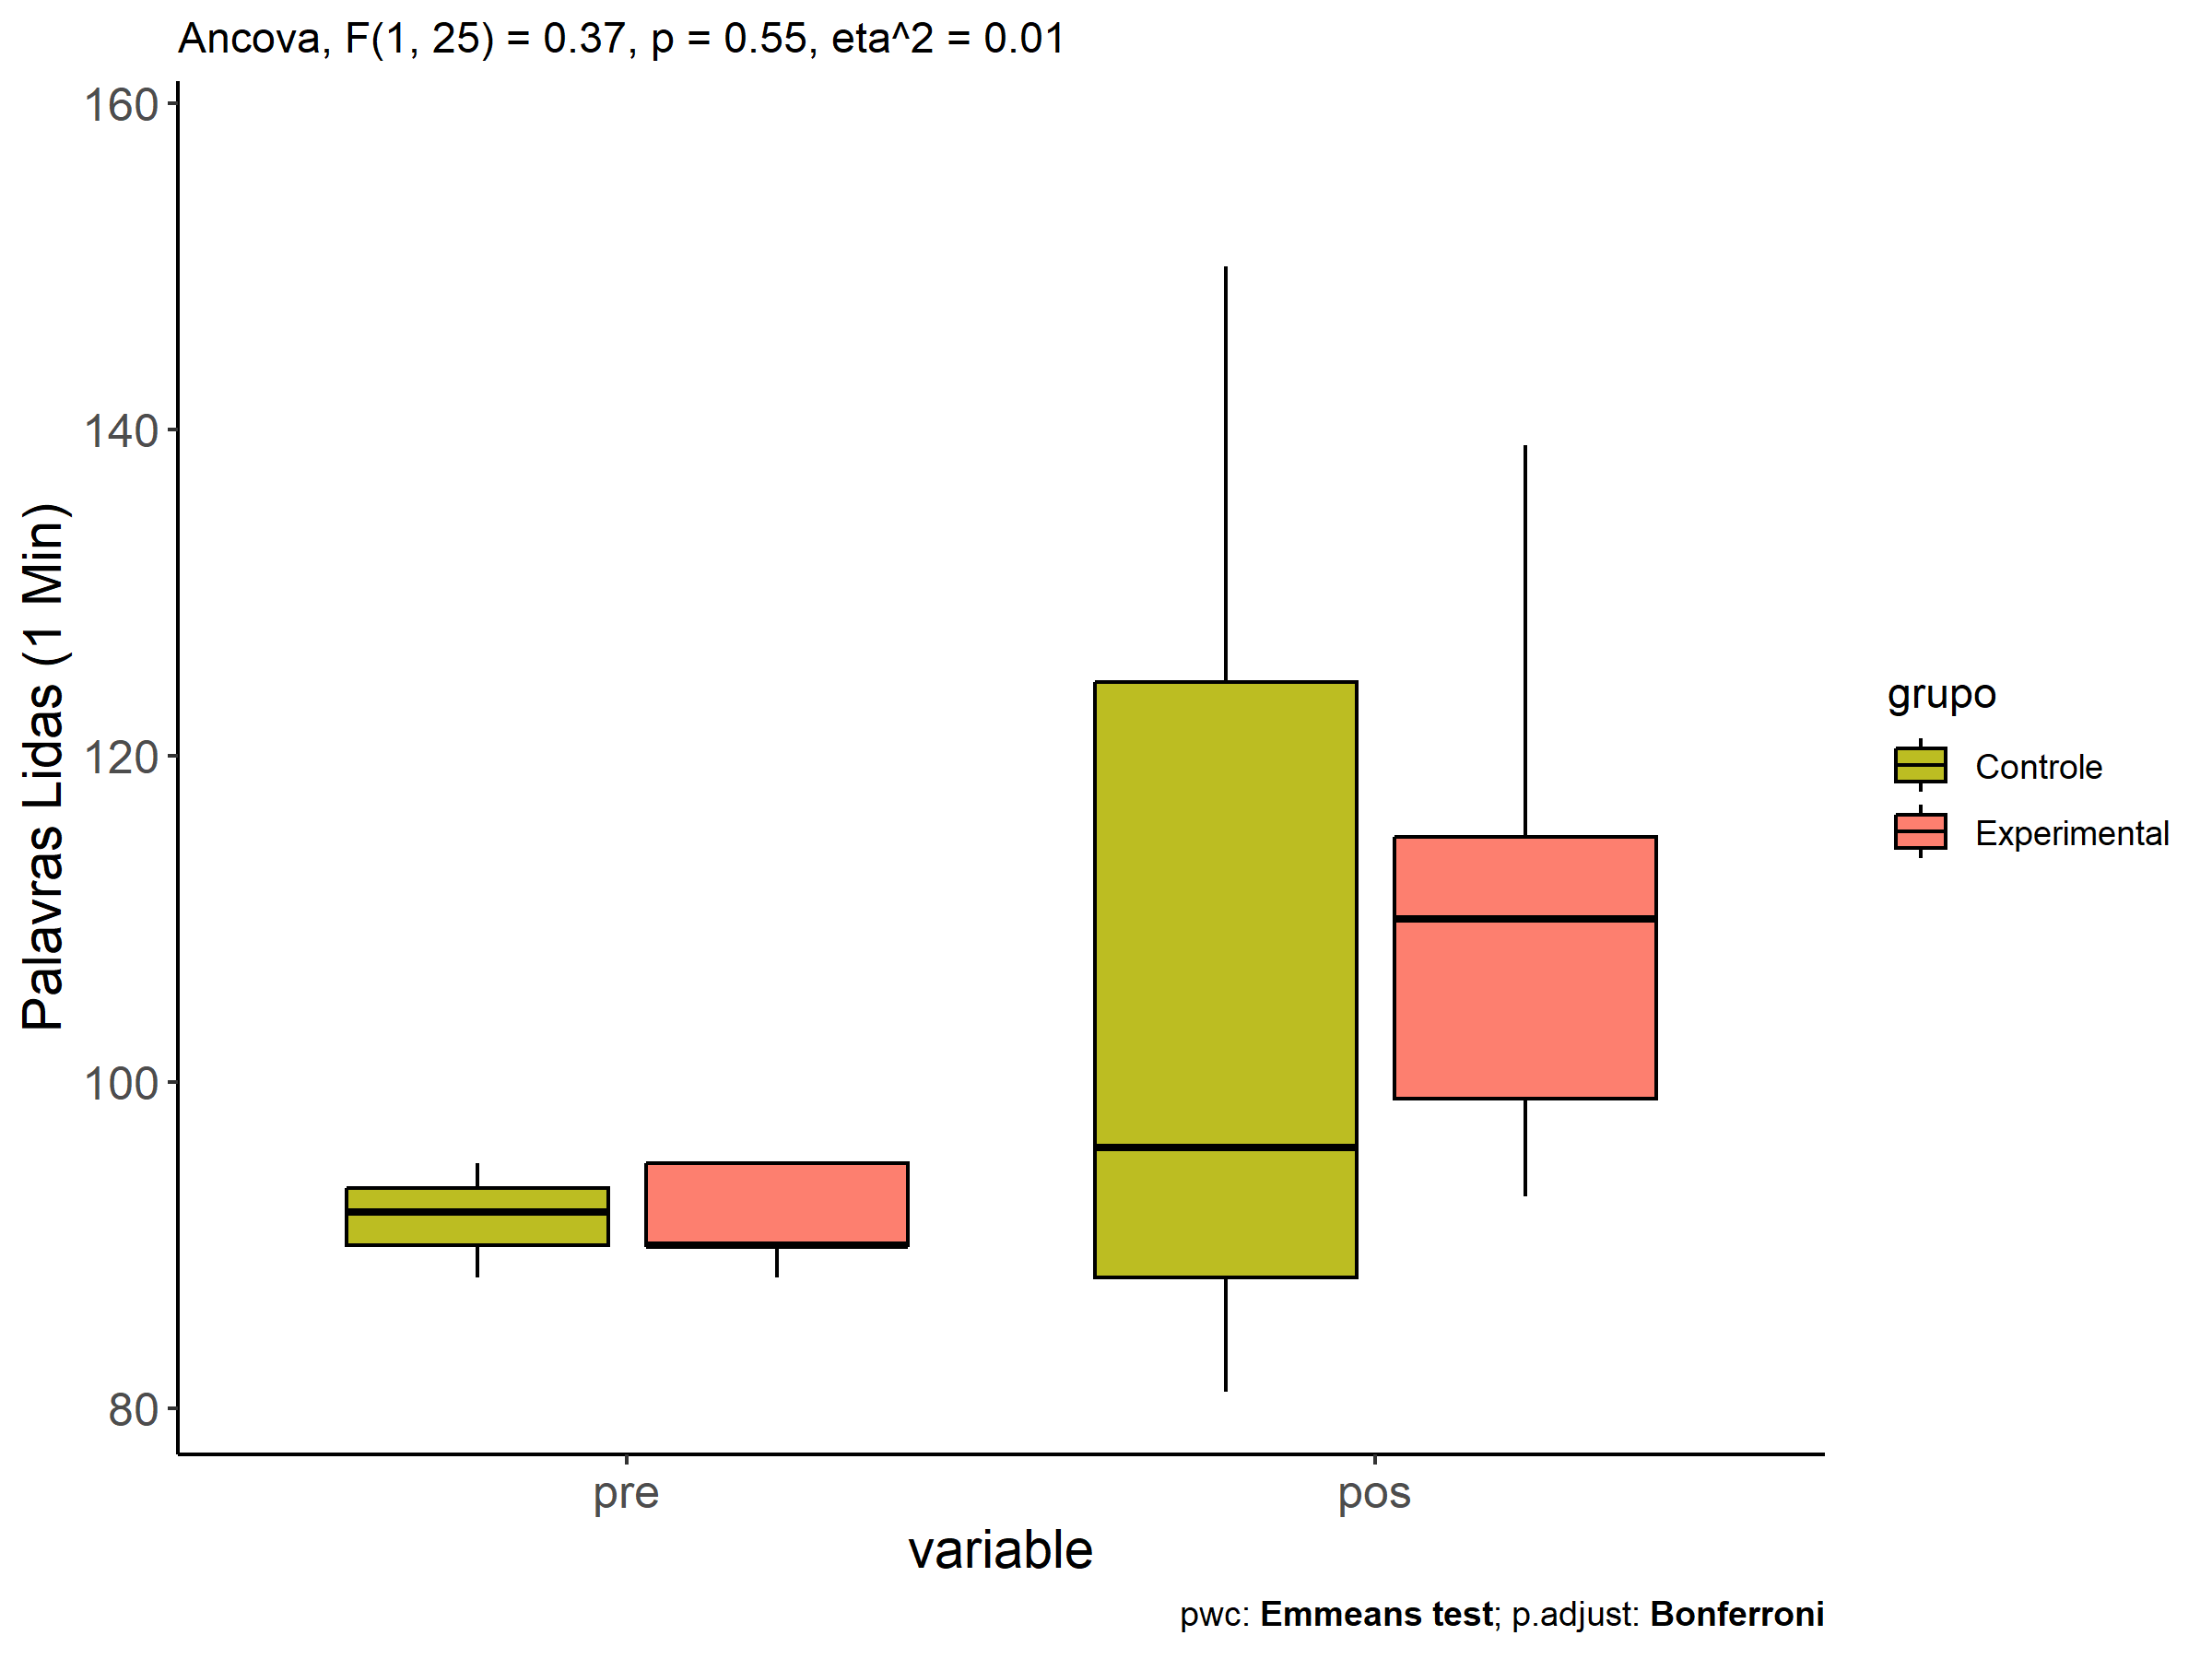 Ancova, F(1, 25) = 0.37, p = 0.55, eta^2 = 0.01
Palavras Lidas (1 Min)
160
140
120
100
80
pre
pos
variable
grupo
Controle
Experimental
pwc: Emmeans test; p.adjust: Bonferroni